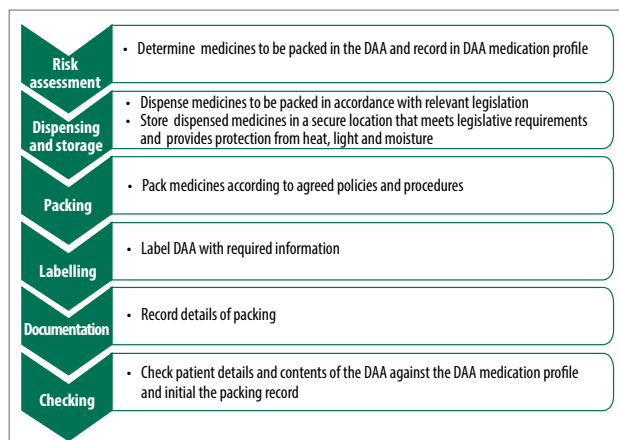 Risk
assessment
• Determine medicines to be packed in the DAA and record in DAA medication profile
Dispensing
and storage
• Dispense medicines to be packed in accordance with relevant legislation
• Store dispensed medicines in a secure location that meets legislative requirements
and provides protection from heat, light and moisture
Packing
• Pack medicines according to agreed policies and procedures
Labelling
• Label DAA with required information
Documentation
• Record details of packing
Checking
• Check patient details and contents of the DAA against the DAA medication profile
and initial the packing record